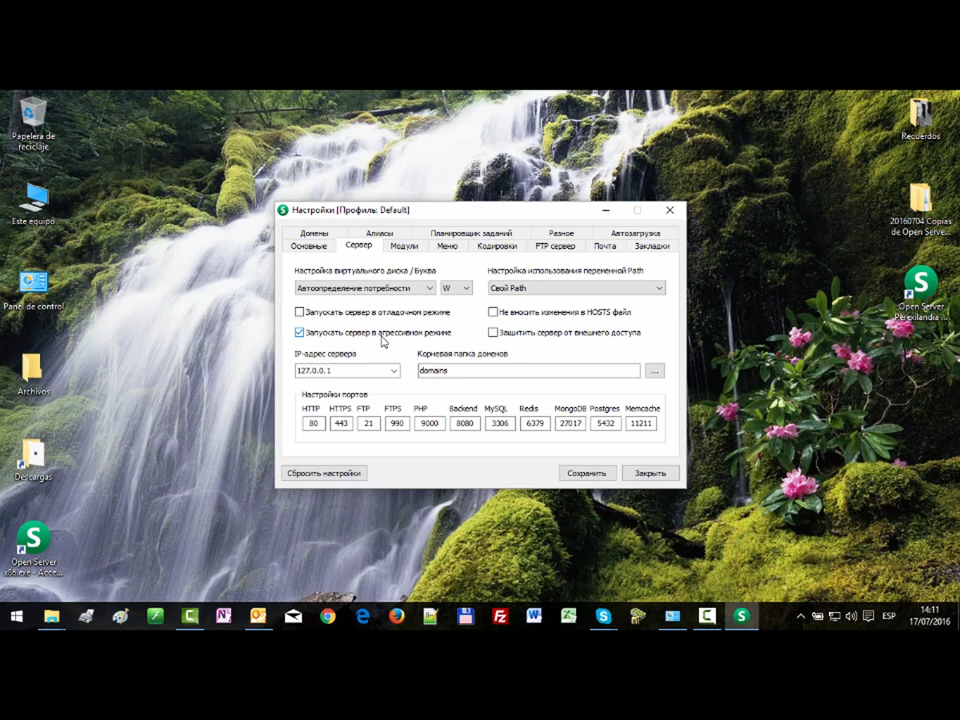 Papelera de
reciclaje
Este equipo
Panel de control
Archivos
Descargas
Open Server
x86.exe - Acce...
Recuerdos
20160704 Copias
de Open Serve...
Open Server
Perexilandia ...
Настройки [Профиль: Default]
Домены Алиасы Планировщик заданий Разное Автозагрузка
Основные Сервер Модули Меню Кодировки FTP сервер Почта Закладки
Настройка виртуального диска / Буква
Настройка использования переменной Path
Автоопределение потребности W
Свой Path
Запускать сервер в отладочном режиме
Не вносить изменения в HOSTS файл
Запускать сервер в агрессивном режиме
Защитить сервер от внешнего доступа
IP-адрес сервера
Корневая папка доменов
127.0.0.1
domains
...
Настройки портов
HTTP HTTPS FTP FTPS PHP Backend MySQL Redis MongoDB Postgres Memcache
80 443 21 990 9000 8080 3306 6379 27017 5432 11211
Сбросить настройки Сохранить Закрыть
ESP
14:11
17/07/2016